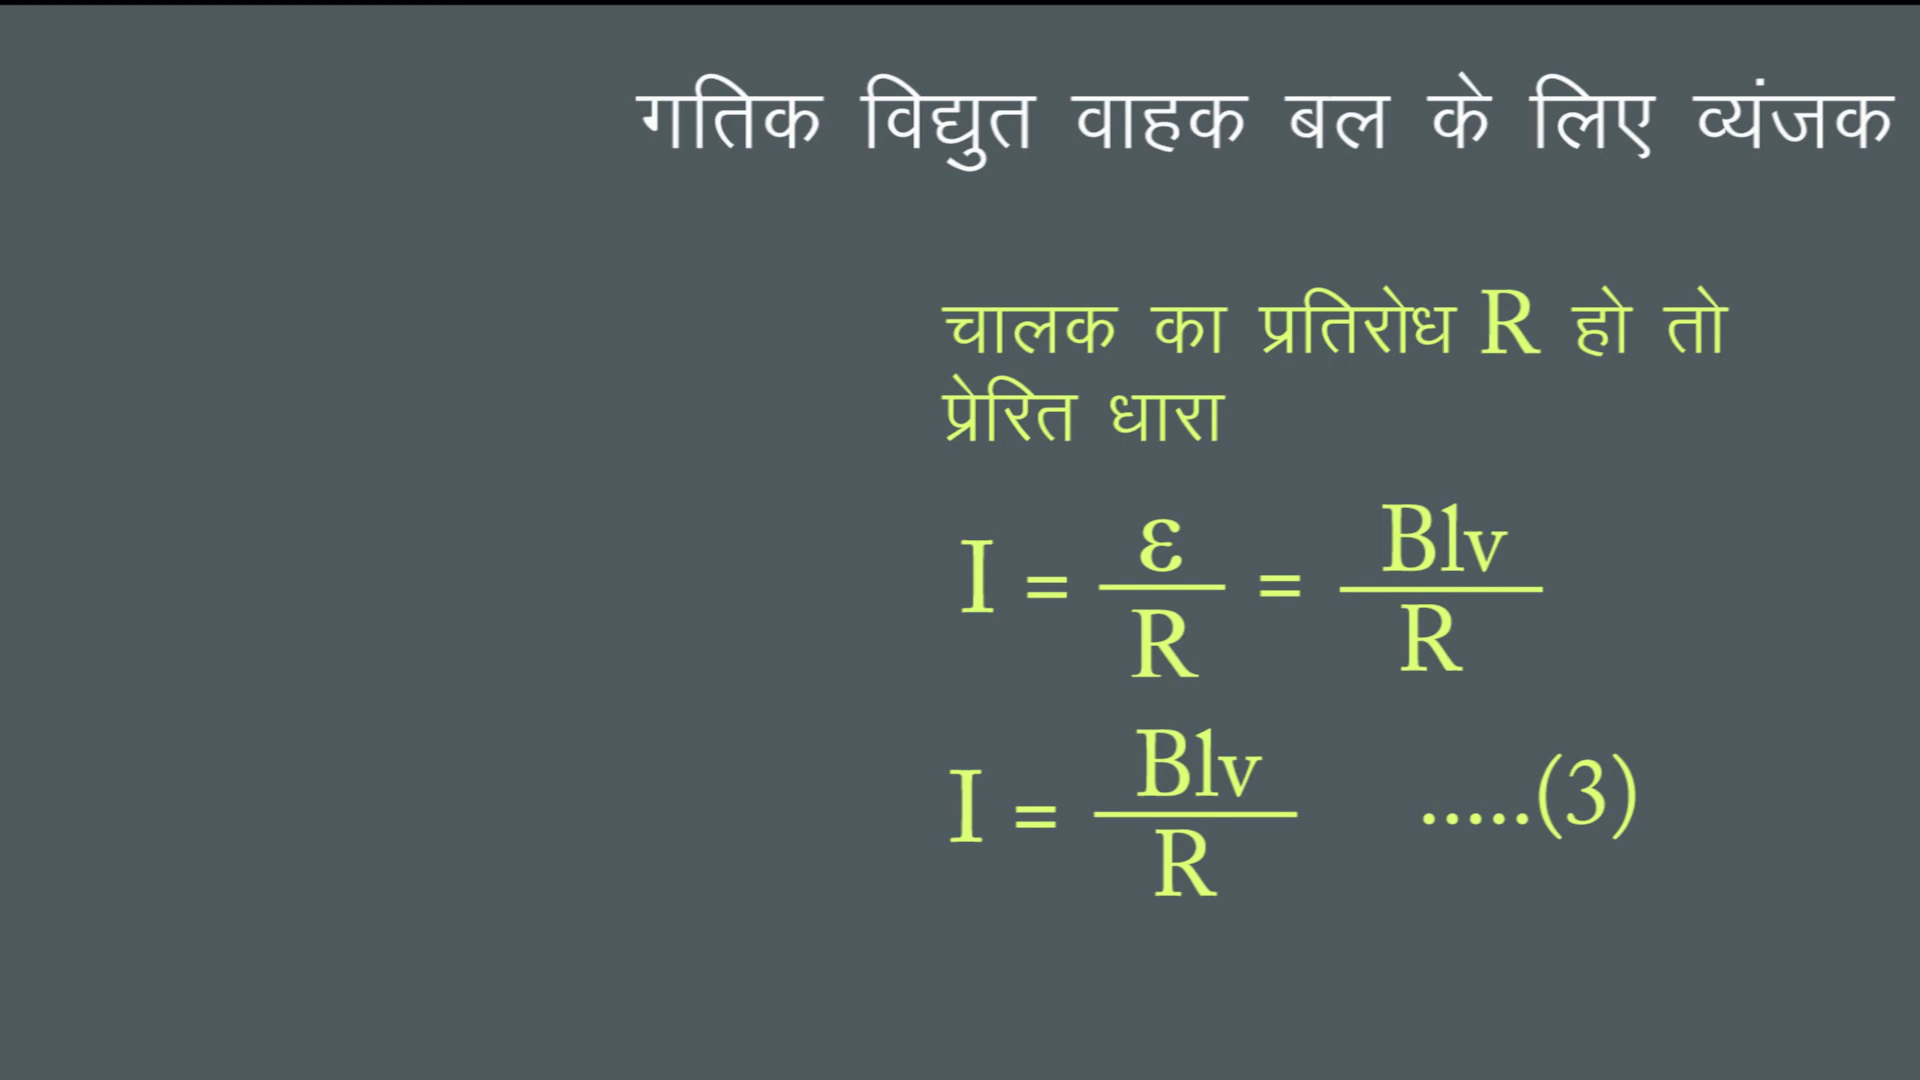 गतिक विद्युत वाहक बल के लिए व्यंजक
चालक का प्रतिरोध R हो तो
प्रेरित धारा
I = ε/R = Blv/R
I = Blv/R .....(3)